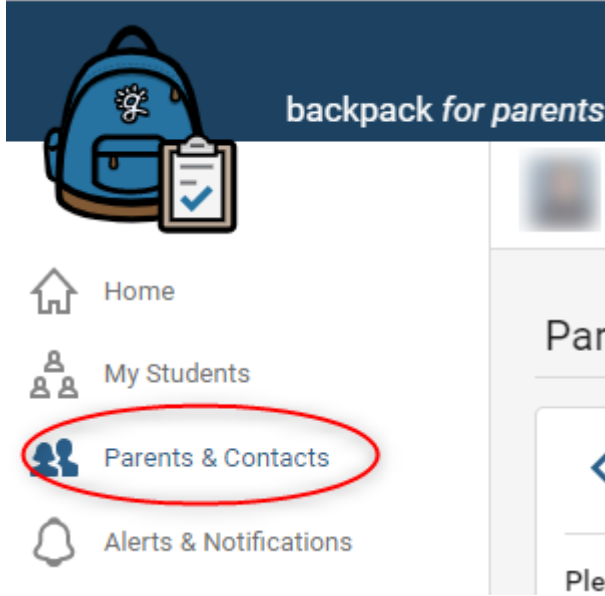 backpack for parents
Home
Par
My Students
Parents & Contacts
Alerts & Notifications
Ple